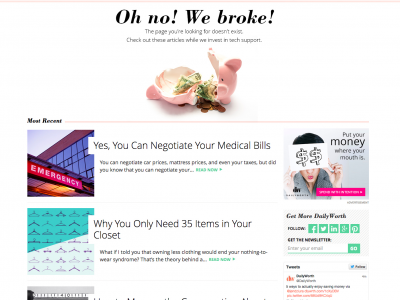 Oh no! We broke!
The page you're looking for doesn't exist.
Check out these articles while we invest in tech support.
Most Recent
EMERGENCY
Yes, You Can Negotiate Your Medical Bills
You can negotiate car prices, mattress prices, and even your taxes, but did
you know that you can negotiate your... READ NOW +
Why You Only Need 35 Items in Your
Closet
What if I told you that owning less clothing would end your nothing-
to-wear syndrome? That's the theory behind a... READ NOW +
Put your
money
where your
mouth is.
$$
dw
SPEND WITH INTENTION
ADVERTISEMENT
Get More DailyWorth
FOLLOW:
GET THE NEWSLETTER:
Enter your email
Tweets
Follow
DailyWorth
@DailyWorth